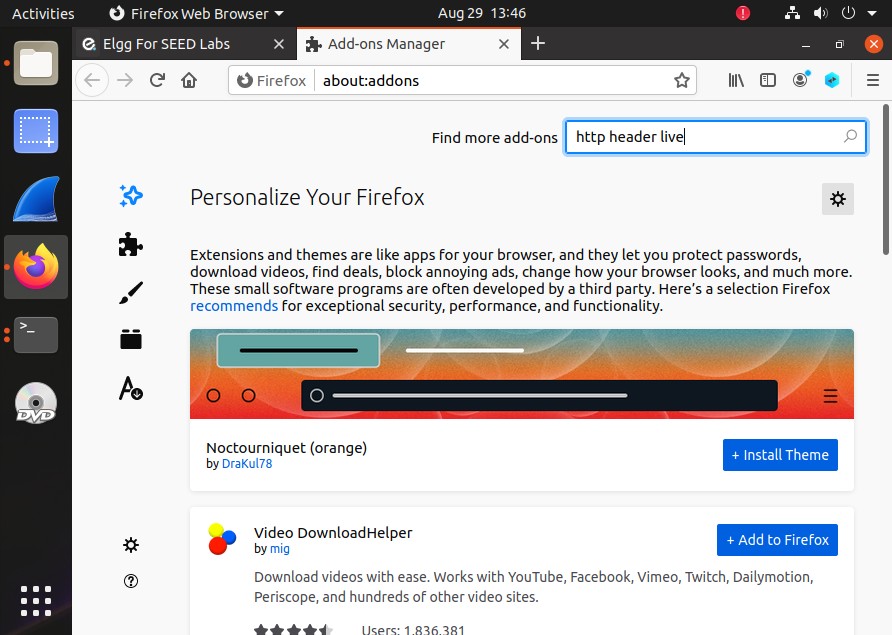 Activities
Firefox Web Browser
Aug 29 13:46
Elgg For SEED Labs
Add-ons Manager
Firefox
about:addons
Find more add-ons
http header live
Personalize Your Firefox
Extensions and themes are like apps for your browser, and they let you protect passwords,
download videos, find deals, block annoying ads, change how your browser looks, and much more.
These small software programs are often developed by a third party. Here’s a selection Firefox
recommends for exceptional security, performance, and functionality.
Noctourniquet (orange)
by DraKul78
+ Install Theme
Video DownloadHelper
by mig
+ Add to Firefox
Download videos with ease. Works with YouTube, Facebook, Vimeo, Twitch, Dailymotion,
Periscope, and hundreds of other video sites.
Users: 1,836,381
>_
DVD